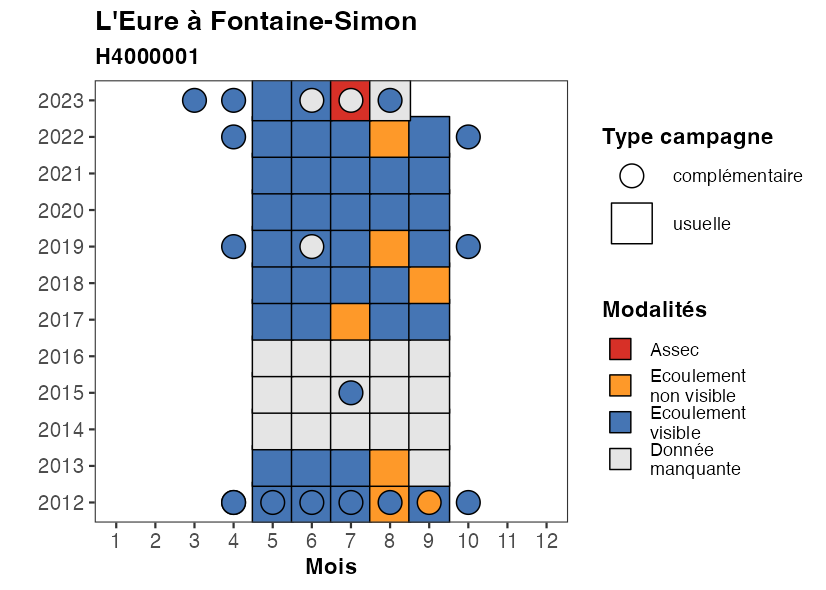 L'Eure à Fontaine-Simon
H4000001
2023
2022
2021
2020
2019
2018
2017
2016
2015
2014
2013
2012
1 2 3 4 5 6 7 8 9 10 11 12
Mois
Type campagne
complémentaire
usuelle
Modalités
Assec
Ecoulement
non visible
Ecoulement
visible
Donnée
manquante